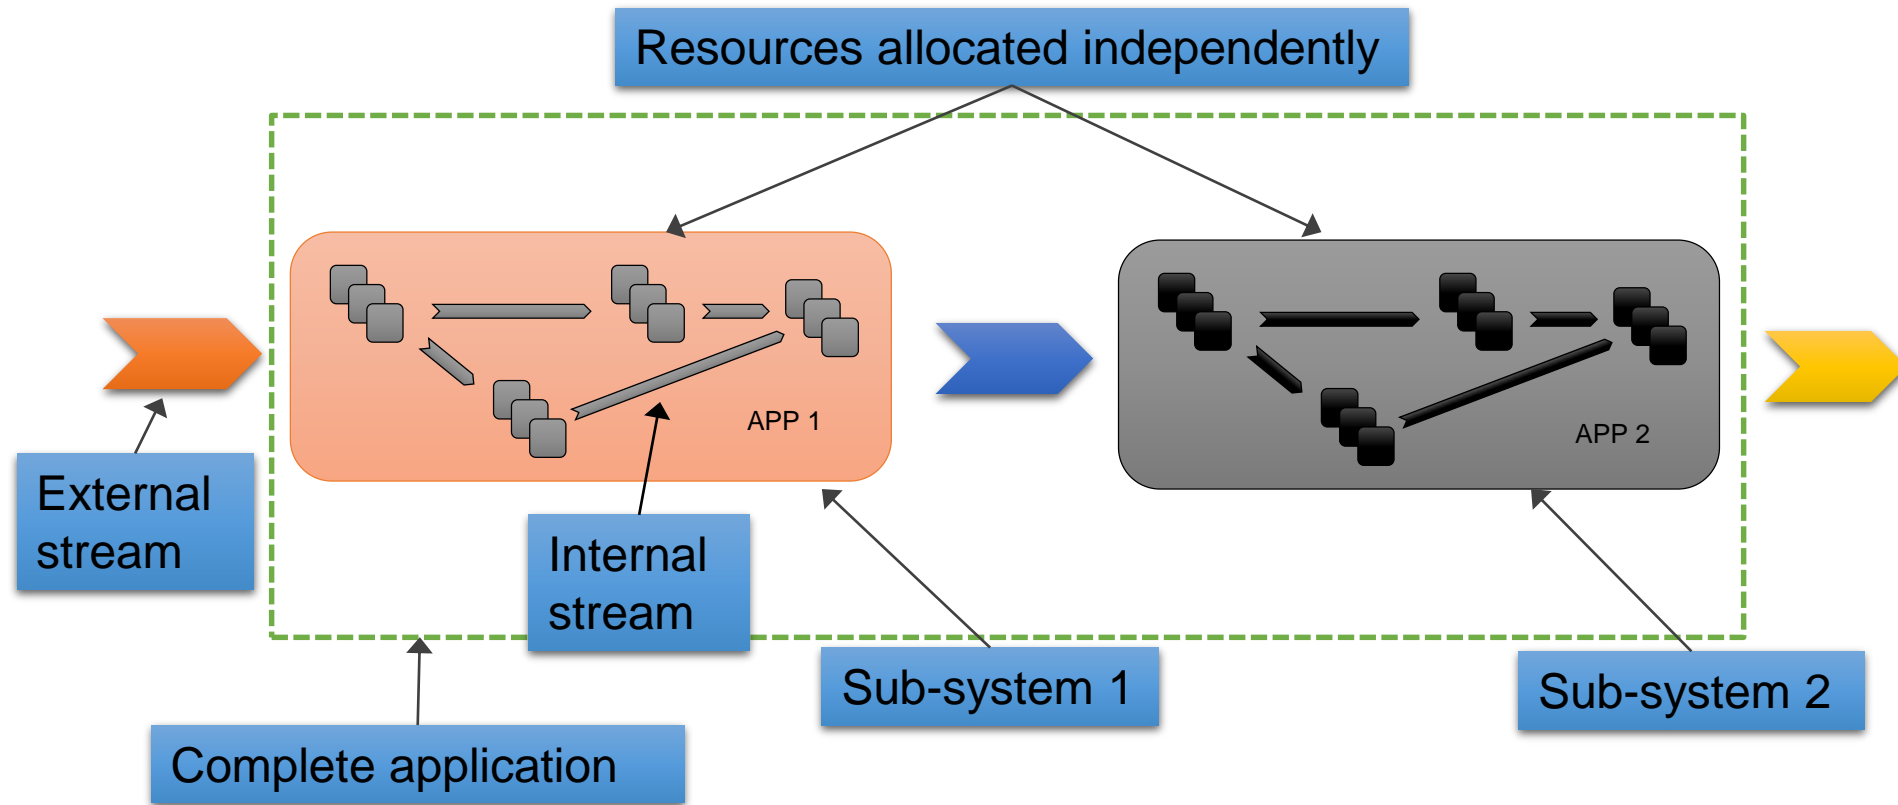 Resources allocated independently
APP 1
APP 2
External
stream
Internal
stream
Sub-system 1
Sub-system 2
Complete application